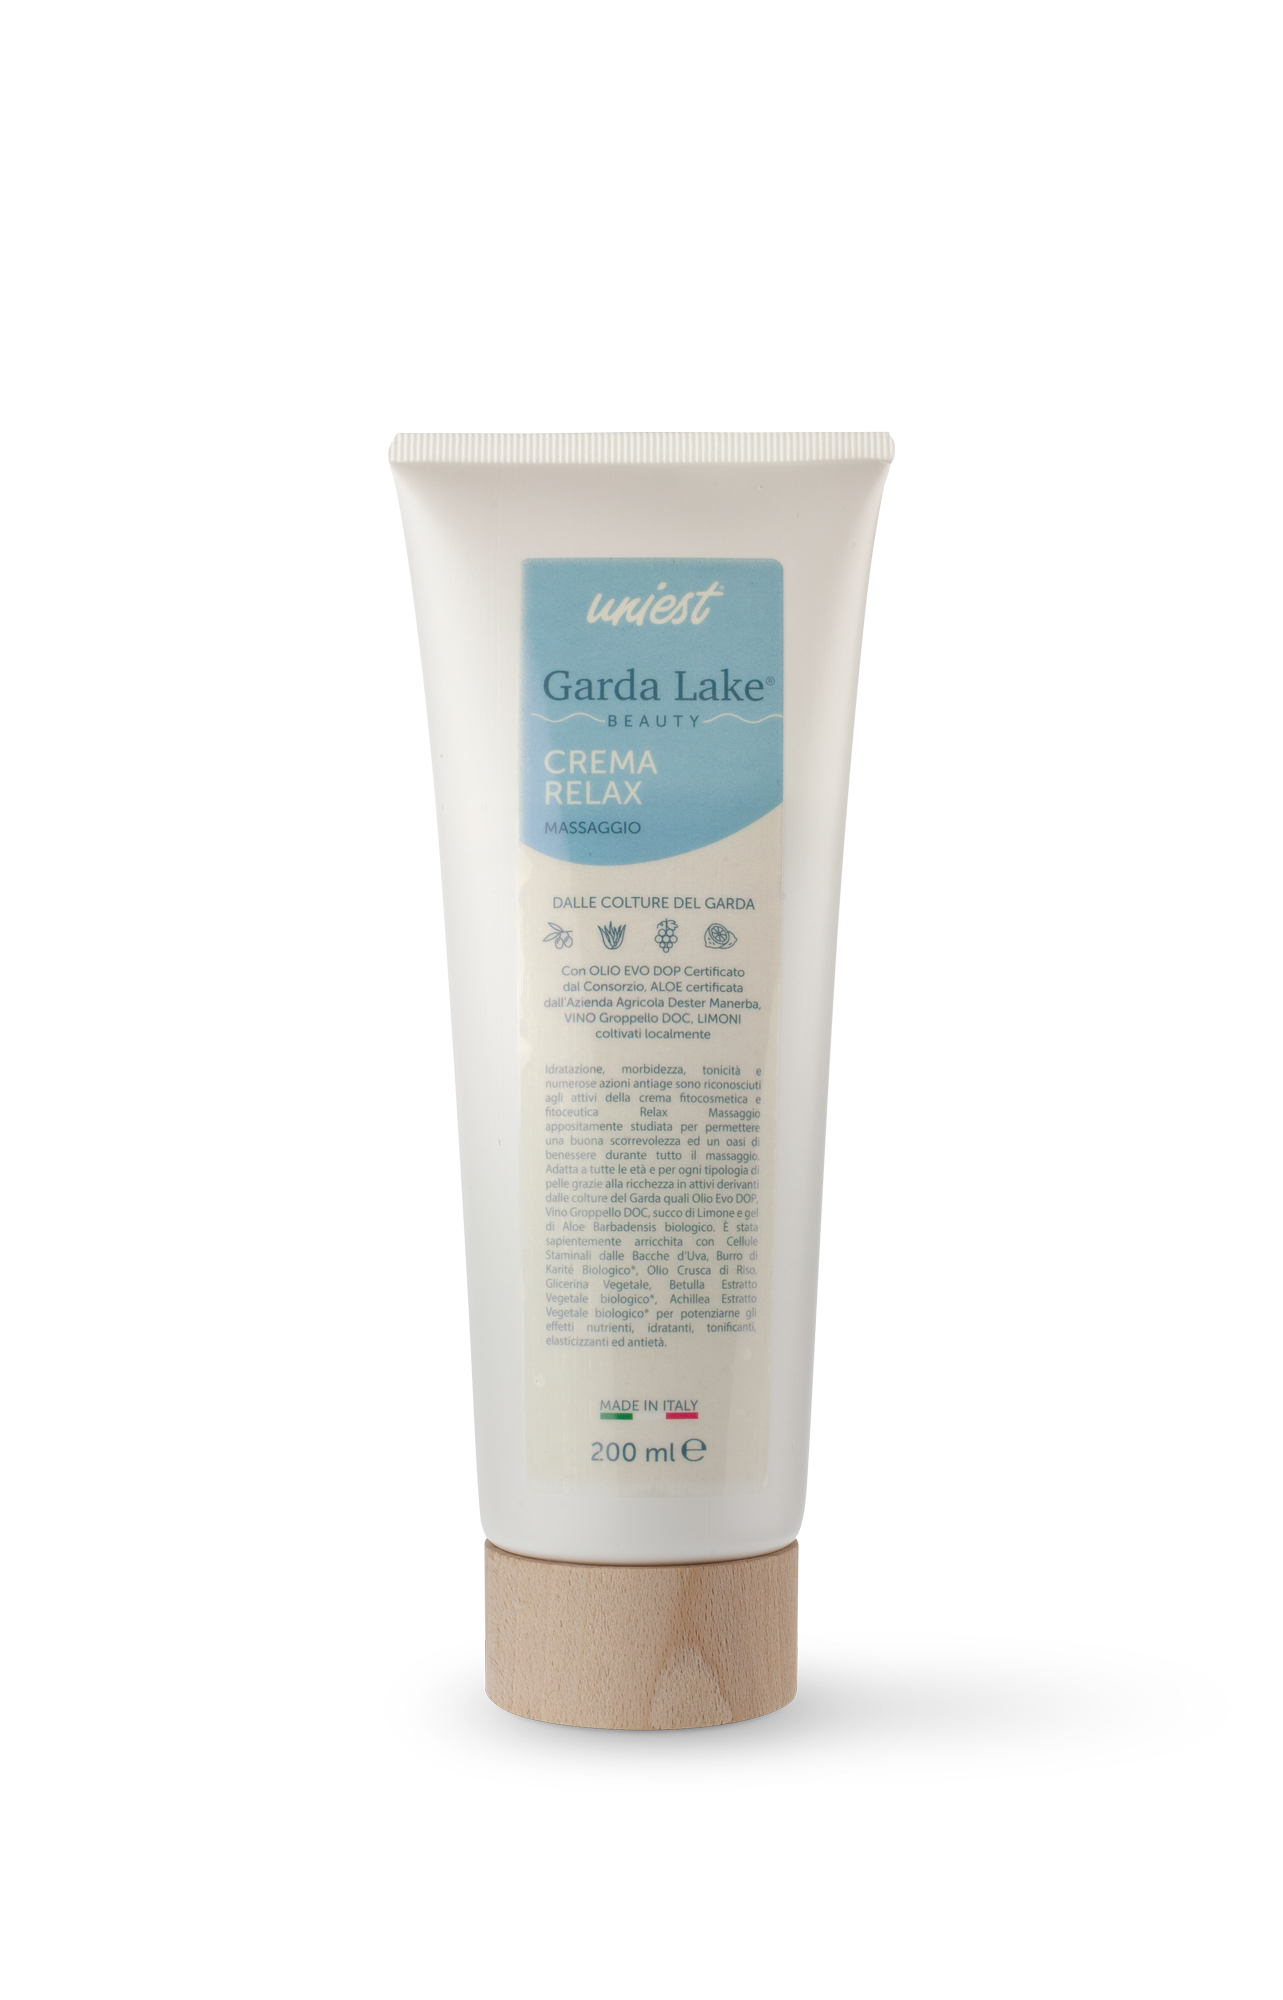 uniest®
Garda Lake®
BEAUTY
CREMA
RELAX
MASSAGGIO
DALLE COLTURE DEL GARDA
Con OLIO EVO DOP Certificato
dal Consorzio, ALOE certificata
dall'Azienda Agricola Dester Manerba,
VINO Groppello DOC, LIMONI
coltivati localmente
Idratazione, morbidezza, tonicità e
numerose azioni antiage sono riconosciuti
agli attivi della crema fitocosmetica e
fitoceutica Relax Massaggio
appositamente studiata per permettere
una buona scorrevolezza ed un oasi di
benessere durante tutto il massaggio.
Adatta a tutte le età e per ogni tipologia di
pelle grazie alla ricchezza in attivi derivanti
dalle colture del Garda quali Olio Evo DOP,
Vino Groppello DOC, succo di Limone e gel
di Aloe Barbadensis biologico. È stata
sapientemente arricchita con Cellule
Staminali dalle Bacche d'Uva, Burro di
Karité Biologico*, Olio Crusca di Riso,
Glicerina Vegetale, Betulla Estratto
Vegetale biologico*, Achillea Estratto
Vegetale biologico* per potenziarne gli
effetti nutrienti, idratanti, tonificanti,
elasticizzanti ed antietà.
MADE IN ITALY
200 ml ℮